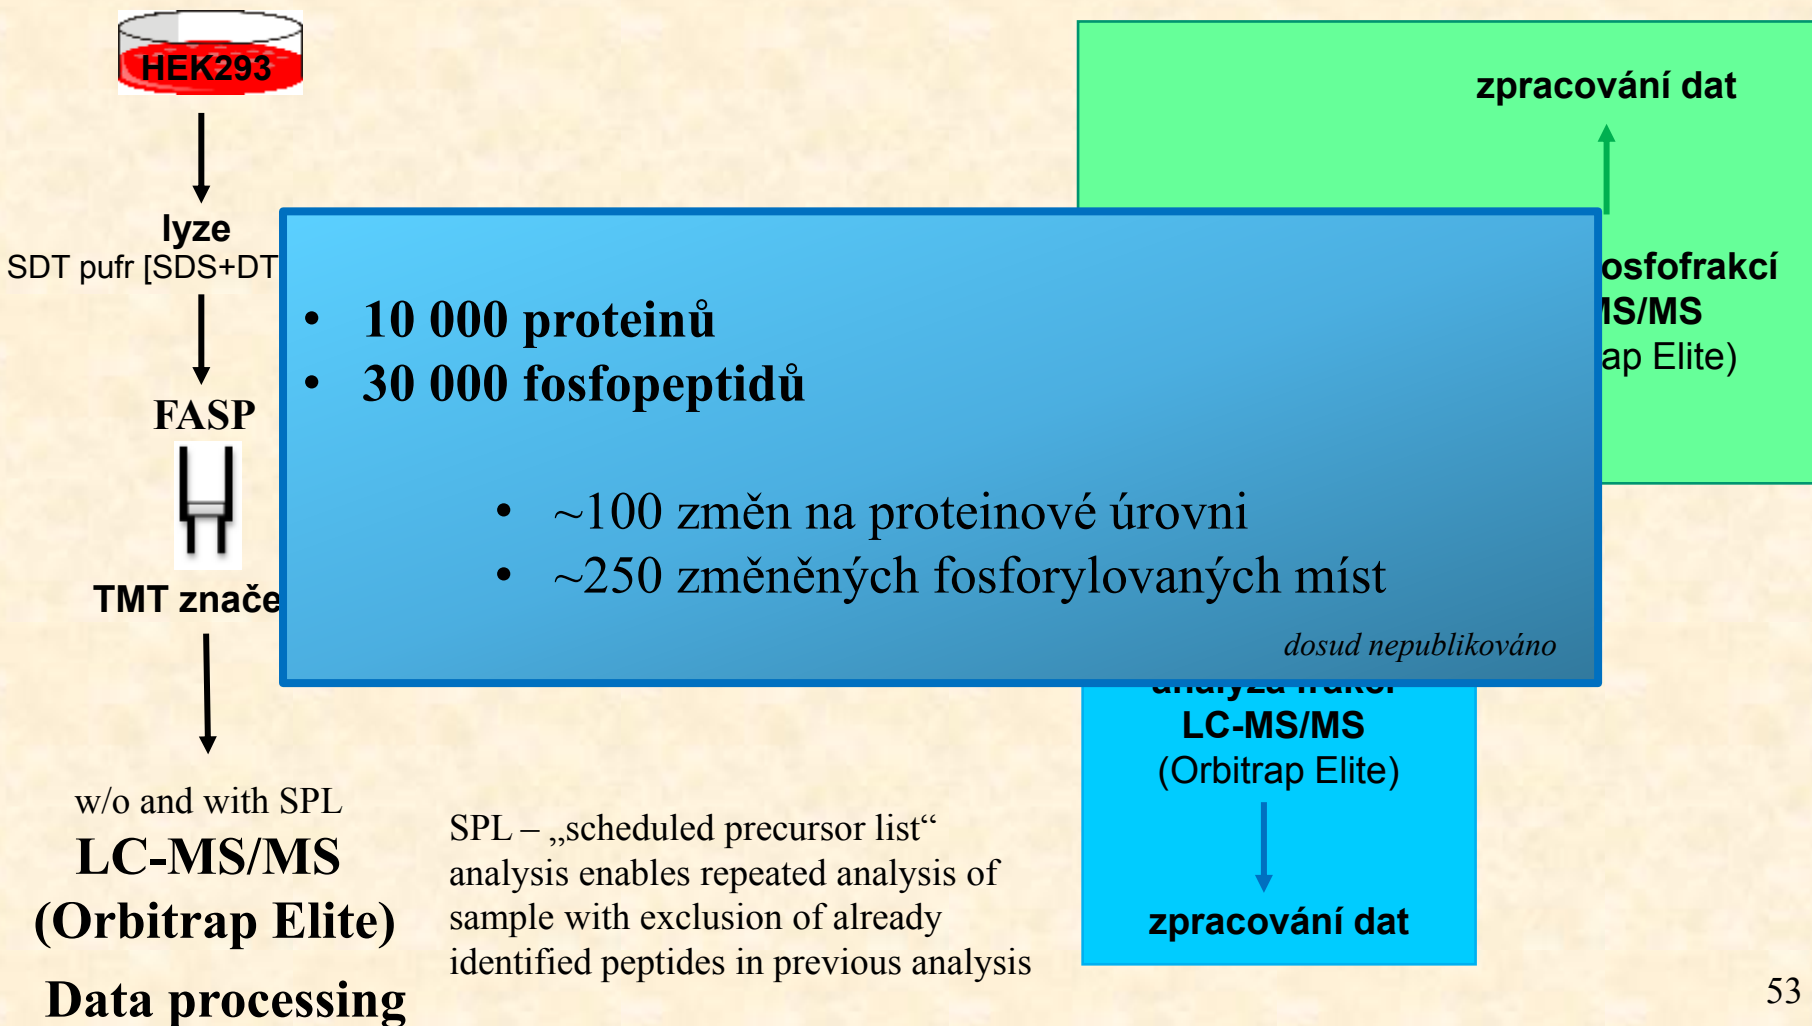 HEK293
lyze
SDT pufr [SDS+DT
FASP
TMT znače
w/o and with SPL
LC-MS/MS
(Orbitrap Elite)
Data processing
• 10 000 proteinů
• 30 000 fosfopeptidů
• ~100 změn na proteinové úrovni
• ~250 změněných fosforylovaných míst
dosud nepublikováno
SPL – „scheduled precursor list“
analysis enables repeated analysis of
sample with exclusion of already
identified peptides in previous analysis
zpracování dat
osfofrakcí
MS/MS
ap Elite)
analýza frakcí
LC-MS/MS
(Orbitrap Elite)
zpracování dat
53